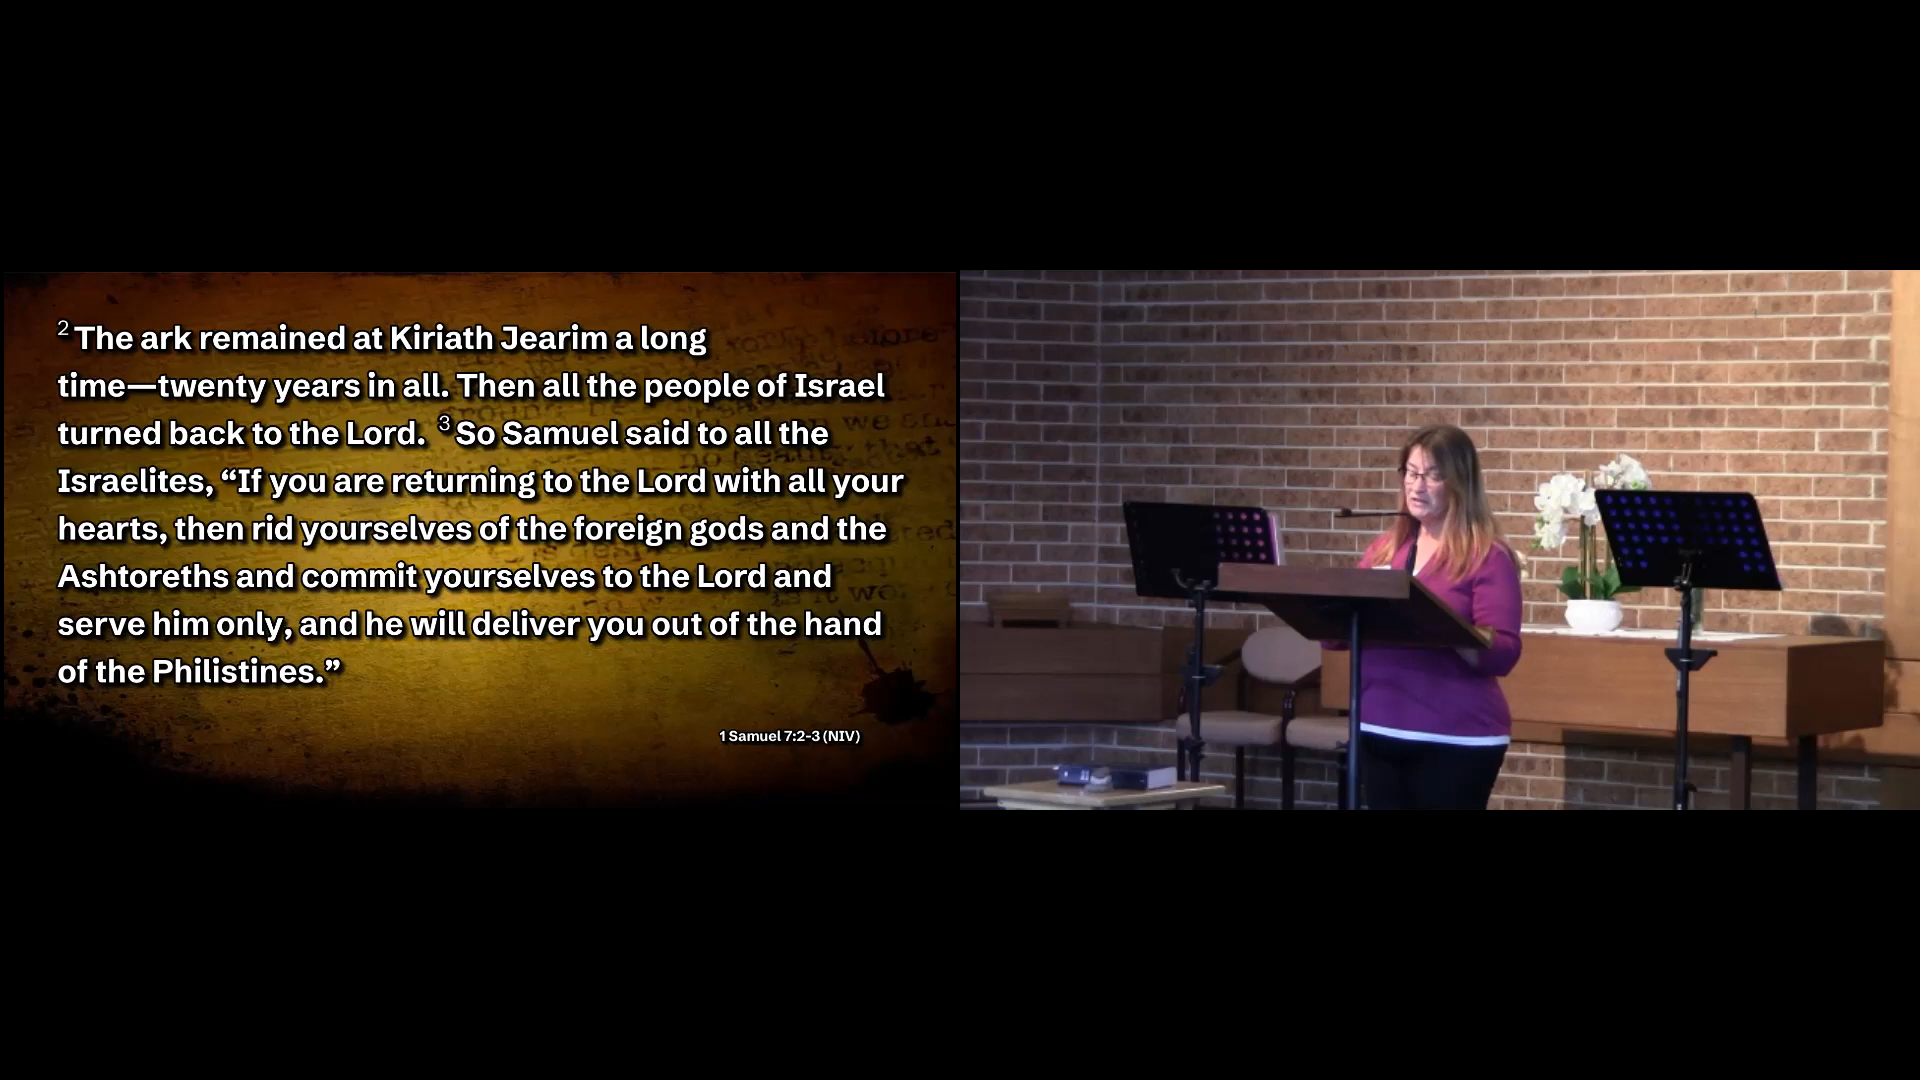 2 The ark remained at Kiriath Jearim a long
time—twenty years in all. Then all the people of Israel
turned back to the Lord. 3 So Samuel said to all the
Israelites, “If you are returning to the Lord with all your
hearts, then rid yourselves of the foreign gods and the
Ashtoreths and commit yourselves to the Lord and
serve him only, and he will deliver you out of the hand
of the Philistines.”
1 Samuel 7:2-3 (NIV)